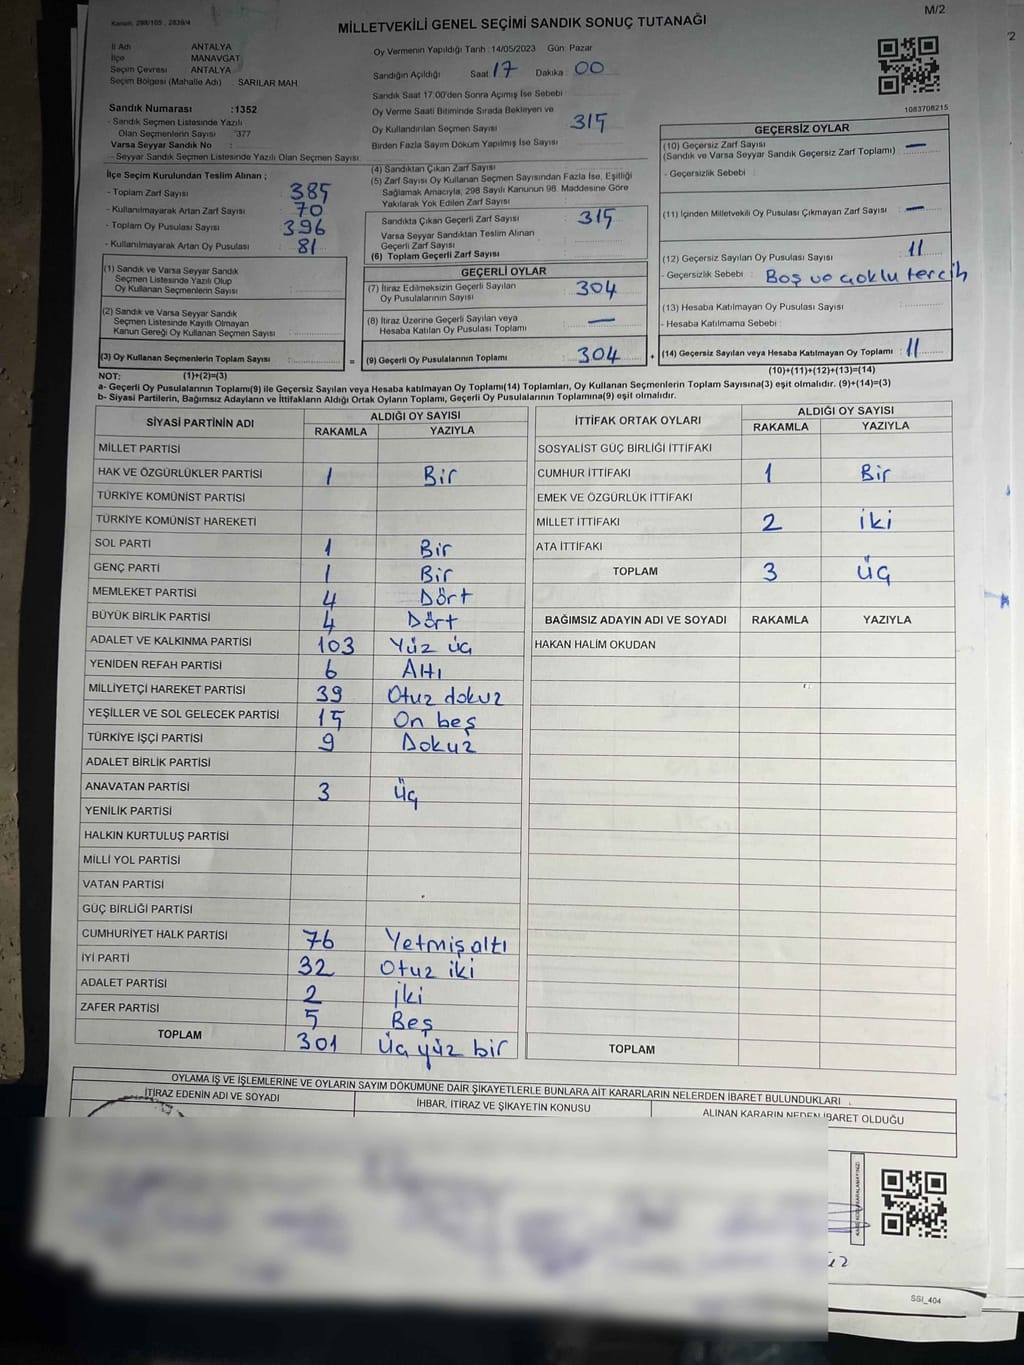 Kanun, 298/105 , 2839/4
MİLLETVEKİLİ GENEL SEÇİMİ SANDIK SONUÇ TUTANAĞI
M/2
İl Adı ANTALYA
İlçe MANAVGAT
Seçim Çevresi ANTALYA
Seçim Bölgesi (Mahalle Adı) : SARILAR MAH
Sandık Numarası :1352
- Sandık Seçmen Listesinde Yazılı
Olan Seçmenlerin Sayısı :377
Varsa Seyyar Sandık No :
- Seyyar Sandık Seçmen Listesinde Yazılı Olan Seçmen Sayısı:
İlçe Seçim Kurulundan Teslim Alınan ;
- Toplam Zarf Sayısı 385
- Kullanılmayarak Artan Zarf Sayısı 70
- Toplam Oy Pusulası Sayısı 396
- Kullanılmayarak Artan Oy Pusulası 81
Oy Vermenin Yapıldığı Tarih :14/05/2023 Gün: Pazar
Sandığın Açıldığı Saat 17 Dakika 00
Sandık Saat 17:00'den Sonra Açımış İse Sebebi
Oy Verme Saati Bitiminde Sırada Bekleyen ve
Oy Kullandırılan Seçmen Sayısı 315
Birden Fazla Sayım Döküm Yapılmış İse Sayısı
(4) Sandıktan Çıkan Zarf Sayısı
(5) Zarf Sayısı Oy Kullanan Seçmen Sayısından Fazla İse, Eşitliği
Sağlamak Amacıyla, 298 Sayılı Kanunun 98. Maddesine Göre
Yakılarak Yok Edilen Zarf Sayısı
Sandıkta Çıkan Geçerli Zarf Sayısı 315
Varsa Seyyar Sandıktan Teslim Alınan
Geçerli Zarf Sayısı
(6) Toplam Geçerli Zarf Sayısı
1083708215
GEÇERSİZ OYLAR
(10) Geçersiz Zarf Sayısı —
(Sandık ve Varsa Seyyar Sandık Geçersiz Zarf Toplamı)
- Geçersizlik Sebebi :
(11) İçinden Milletvekili Oy Pusulası Çıkmayan Zarf Sayısı —
(12) Geçersiz Sayılan Oy Pusulası Sayısı 11
- Geçersizlik Sebebi : Boş ve çoklu tercih
(13) Hesaba Katılmayan Oy Pusulası Sayısı
- Hesaba Katılmama Sebebi
(14) Geçersiz Sayılan veya Hesaba Katılmayan Oy Toplamı 11
(10)+(11)+(12)+(13)=(14)
(1) Sandık ve Varsa Seyyar Sandık
Seçmen Listesinde Yazılı Olup
Oy Kullanan Seçmenlerin Sayısı
(2) Sandık ve Varsa Seyyar Sandık
Seçmen Listesinde Kayıtlı Olmayan
Kanun Gereği Oy Kullanan Seçmen Sayısı
(3) Oy Kullanan Seçmenlerin Toplam Sayısı =
GEÇERLİ OYLAR
(7) İtiraz Edilmeksizin Geçerli Sayılan
Oy Pusulalarının Sayısı 304
(8) İtiraz Üzerine Geçerli Sayılan veya
Hesaba Katılan Oy Pusulası Toplamı —
(9) Geçerli Oy Pusulalarının Toplamı 304 +
NOT: (1)+(2)=(3)
a- Geçerli Oy Pusulalarının Toplamı(9) ile Geçersiz Sayılan veya Hesaba katılmayan Oy Toplamı(14) Toplamları, Oy Kullanan Seçmenlerin Toplam Sayısına(3) eşit olmalıdır. (9)+(14)=(3)
b- Siyasi Partilerin, Bağımsız Adayların ve İttifakların Aldığı Ortak Oyların Toplamı, Geçerli Oy Pusulalarının Toplamına(9) eşit olmalıdır.
SİYASİ PARTİNİN ADI ALDIĞI OY SAYISI
RAKAMLA YAZIYLA
MİLLET PARTİSİ
HAK VE ÖZGÜRLÜKLER PARTİSİ 1 Bir
TÜRKİYE KOMÜNİST PARTİSİ
TÜRKİYE KOMÜNİST HAREKETİ
SOL PARTİ 1 Bir
GENÇ PARTİ 1 Bir
MEMLEKET PARTİSİ 4 Dört
BÜYÜK BİRLİK PARTİSİ 4 Dört
ADALET VE KALKINMA PARTİSİ 103 Yüz üç
YENİDEN REFAH PARTİSİ 6 Altı
MİLLİYETÇİ HAREKET PARTİSİ 39 Otuz dokuz
YEŞİLLER VE SOL GELECEK PARTİSİ 15 On beş
TÜRKİYE İŞÇİ PARTİSİ 9 Dokuz
ADALET BİRLİK PARTİSİ
ANAVATAN PARTİSİ 3 Üç
YENİLİK PARTİSİ
HALKIN KURTULUŞ PARTİSİ
MİLLİ YOL PARTİSİ
VATAN PARTİSİ
GÜÇ BİRLİĞİ PARTİSİ
CUMHURİYET HALK PARTİSİ 76 Yetmiş altı
İYİ PARTİ 32 Otuz iki
ADALET PARTİSİ 2 İki
ZAFER PARTİSİ 5 Beş
TOPLAM 301 Üç yüz bir
İTTİFAK ORTAK OYLARI ALDIĞI OY SAYISI
RAKAMLA YAZIYLA
SOSYALİST GÜÇ BİRLİĞİ İTTİFAKI
CUMHUR İTTİFAKI 1 Bir
EMEK VE ÖZGÜRLÜK İTTİFAKI
MİLLET İTTİFAKI 2 İki
ATA İTTİFAKI
TOPLAM 3 Üç
BAĞIMSIZ ADAYIN ADI VE SOYADI RAKAMLA YAZIYLA
HAKAN HALİM OKUDAN
TOPLAM
OYLAMA İŞ VE İŞLEMLERİNE VE OYLARIN SAYIM DÖKÜMÜNE DAİR ŞİKAYETLERLE BUNLARA AİT KARARLARIN NELERDEN İBARET BULUNDUKLARI
İTİRAZ EDENİN ADI VE SOYADI
İHBAR, İTİRAZ VE ŞİKAYETİN KONUSU
ALINAN KARARIN NEDEN İBARET OLDUĞU
SSI_404